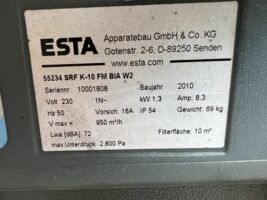 ESTA Apparatebau GmbH & Co. KG
Gotenstr. 2-6, D-89250 Senden
www.esta.com
55234 SRF K-10 FM BIA W2
Seriennr. 10001808 Baujahr 2010
Volt 230 1N~ kW 1,3 Amp. 8.3
Hz 50 Vorsich. 16A IP 54 Gewicht: 69 kg
V max = 950 m³/h
Lwa [dBA]: 72 Filterfläche: 10 m²
max.Unterdruck: 2.800 Pa